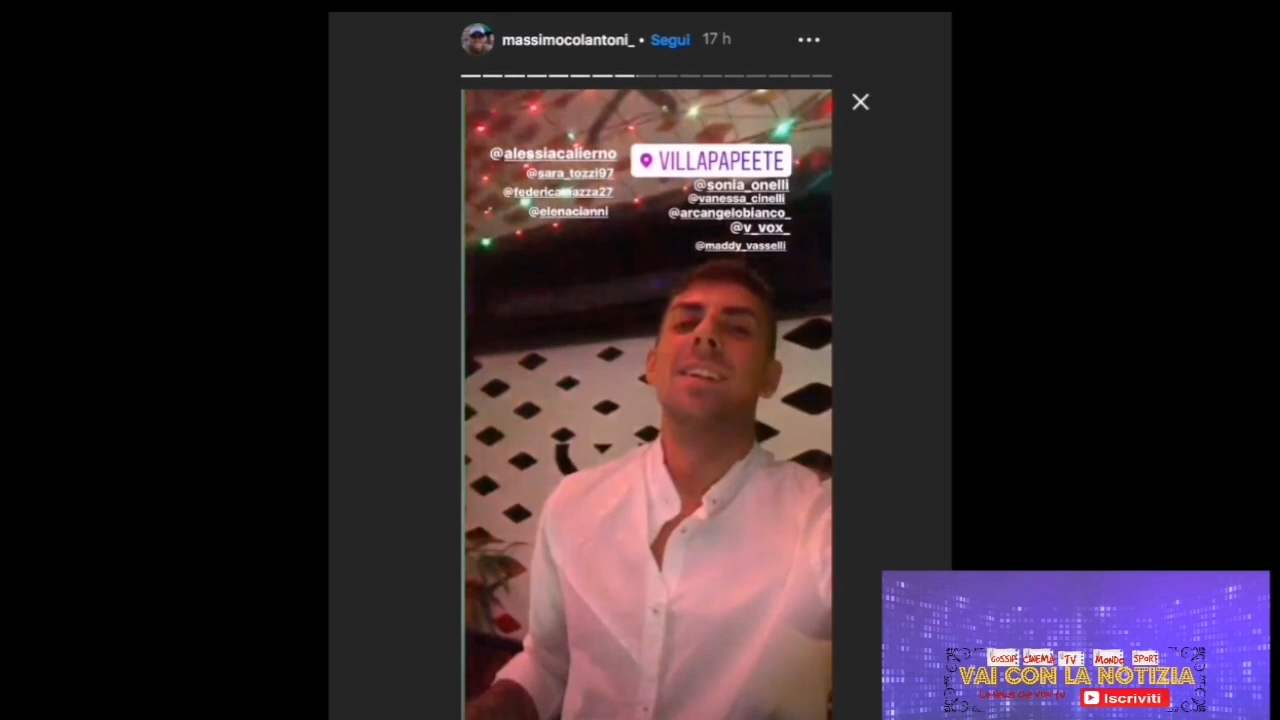 massimocolantoni_ • Segui 17 h
@alessiacalierno
@sara_tozzi97
@elenacianni
VILLAPAPEETE
@sonia_onelli
@vanessa_cinelli
@arcangelobianco_
@v_vox_
@maddy_vasselli
GOSSIP CINEMA TV MONDO SPORT
VAI CON LA NOTIZIA
Iscriviti